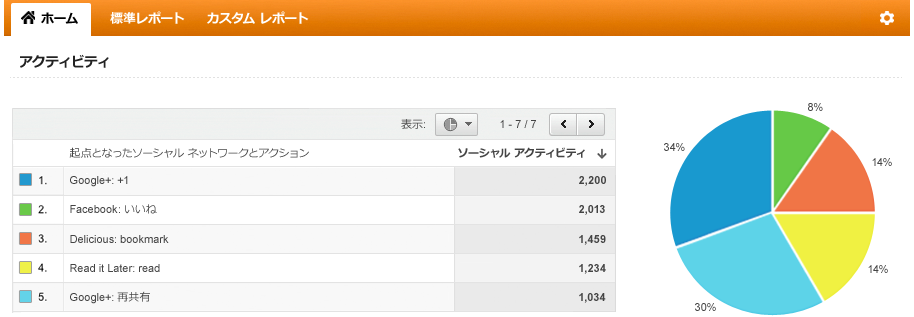 ホーム 標準レポート カスタム レポート
アクティビティ
表示: 1 - 7 / 7
起点となったソーシャル ネットワークとアクション ソーシャル アクティビティ
1. Google+: +1 2,200
2. Facebook: いいね 2,013
3. Delicious: bookmark 1,459
4. Read it Later: read 1,234
5. Google+: 再共有 1,034
8%
34%
14%
14%
30%